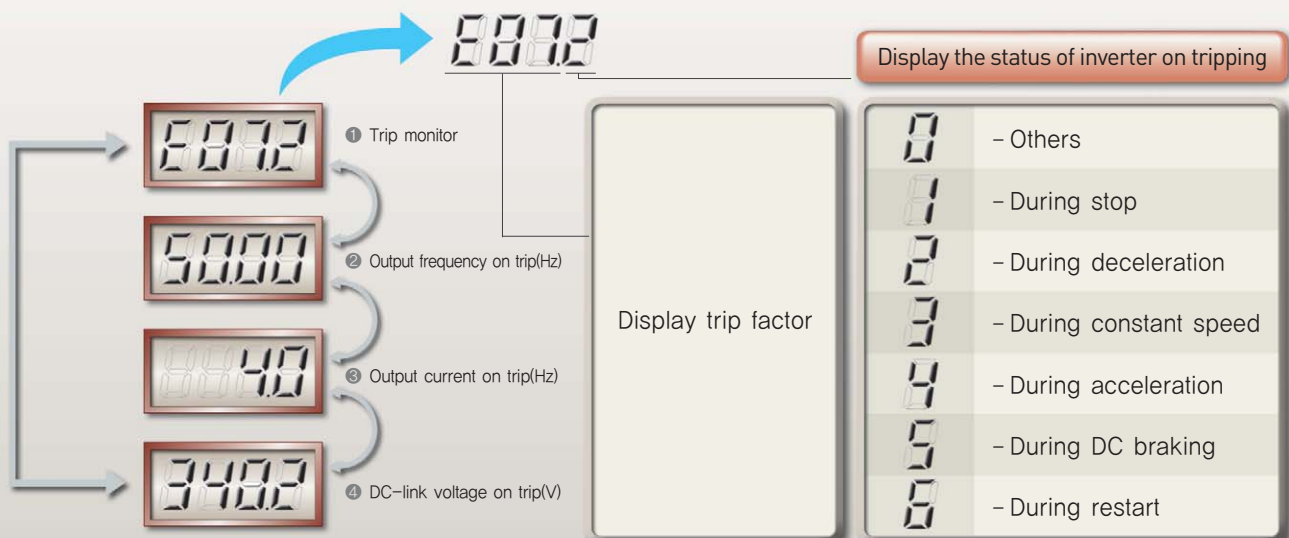 E07.2
Display the status of inverter on tripping
E07.2
❶ Trip monitor
50.00
❷ Output frequency on trip(Hz)
4.0
❸ Output current on trip(Hz)
340.2
❹ DC-link voltage on trip(V)
Display trip factor
0 - Others
1 - During stop
2 - During deceleration
3 - During constant speed
4 - During acceleration
5 - During DC braking
6 - During restart